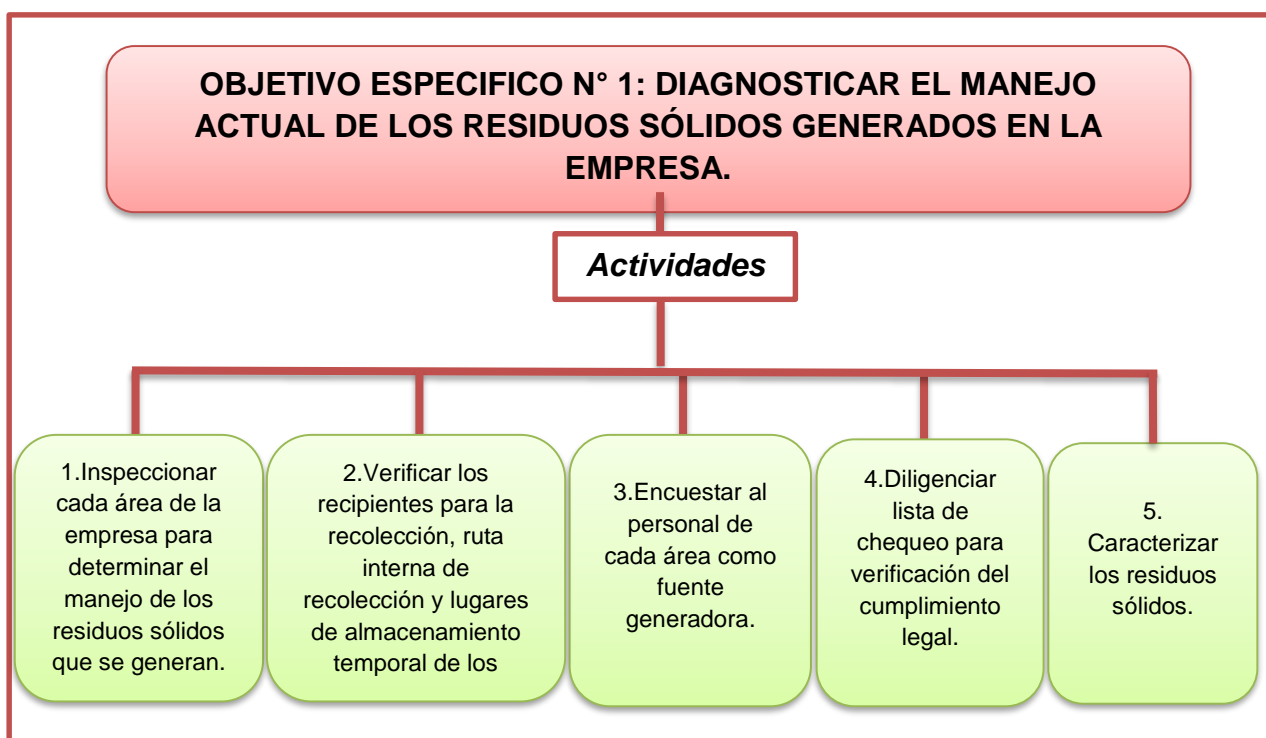 OBJETIVO ESPECIFICO N° 1: DIAGNOSTICAR EL MANEJO
ACTUAL DE LOS RESIDUOS SÓLIDOS GENERADOS EN LA
EMPRESA.
Actividades
1.Inspeccionar
cada área de la
empresa para
determinar el
manejo de los
residuos sólidos
que se generan.
2.Verificar los
recipientes para la
recolección, ruta
interna de
recolección y lugares
de almacenamiento
temporal de los
3.Encuestar al
personal de
cada área como
fuente
generadora.
4.Diligenciar
lista de
chequeo para
verificación del
cumplimiento
legal.
5.
Caracterizar
los residuos
sólidos.